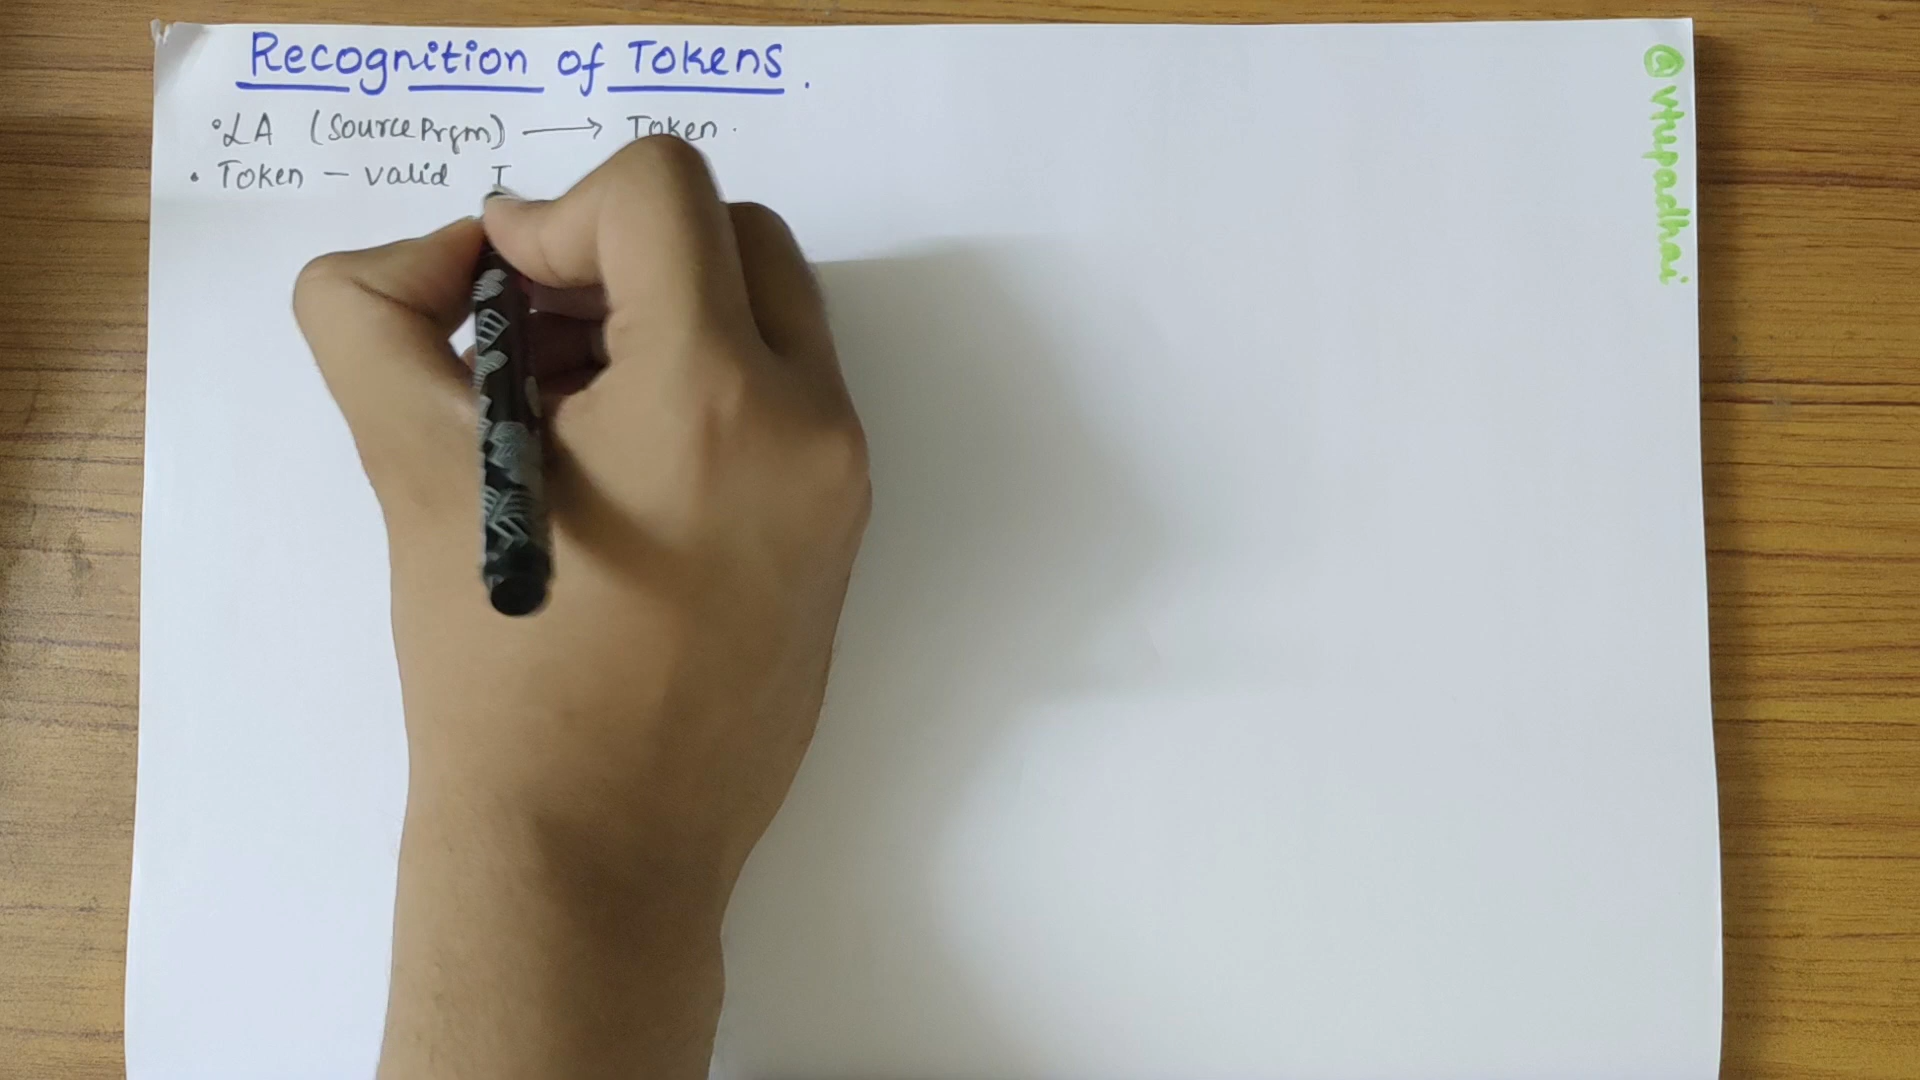 Recognition of Tokens.
• LA (Source Prgm) ⟶ Token.
• Token – valid I
@vtupadhai